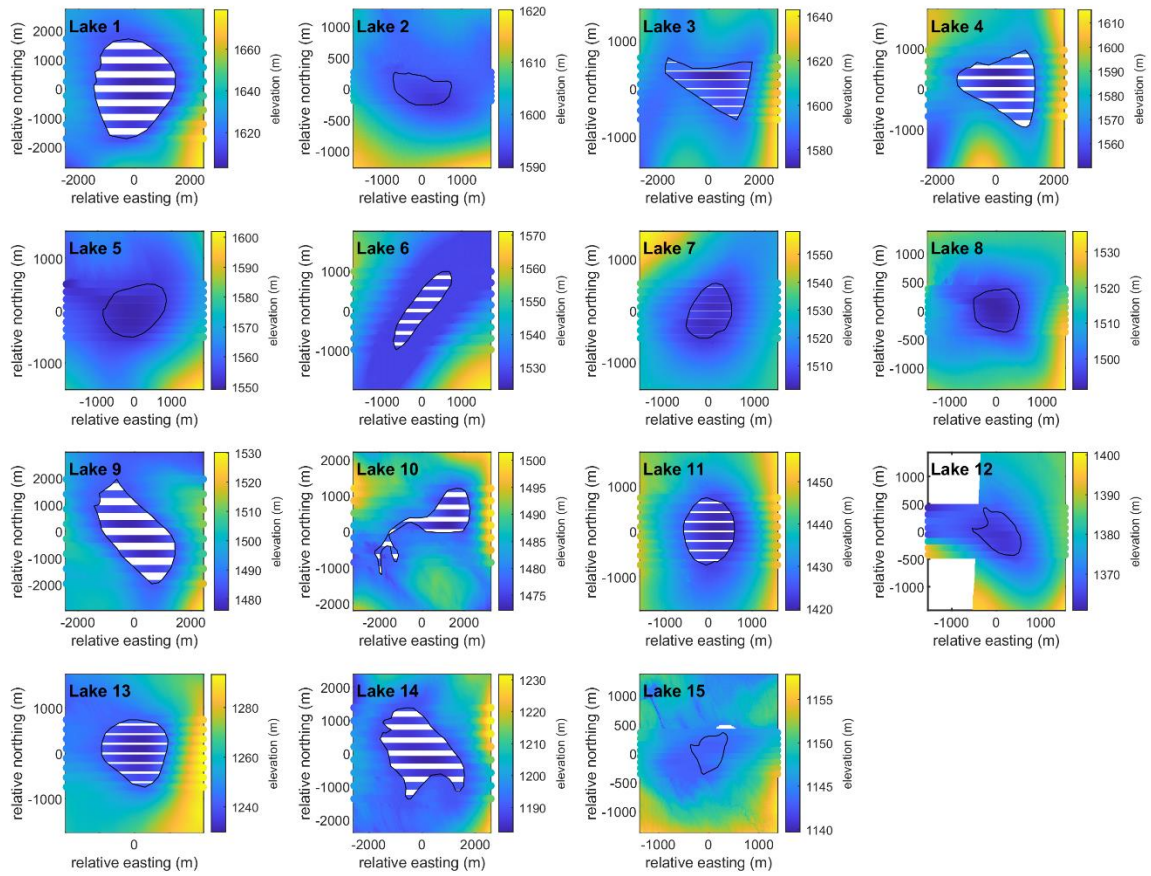 Lake 1
2000
1000
0
-1000
-2000
-2000 0 2000
relative easting (m)
relative northing (m)
1660
1640
1620
elevation (m)
Lake 2
1000
500
0
-500
-1000
-1000 0 1000
relative easting (m)
relative northing (m)
1620
1610
1600
1590
elevation (m)
Lake 3
1000
0
-1000
-2000 0 2000
relative easting (m)
relative northing (m)
1640
1620
1600
1580
elevation (m)
Lake 4
1000
0
-1000
-2000 0 2000
relative easting (m)
relative northing (m)
1610
1600
1590
1580
1570
1560
elevation (m)
Lake 5
1000
0
-1000
-1000 0 1000
relative easting (m)
relative northing (m)
1600
1590
1580
1570
1560
1550
elevation (m)
Lake 6
1000
0
-1000
-1000 0 1000
relative easting (m)
relative northing (m)
1570
1560
1550
1540
1530
elevation (m)
Lake 7
1000
0
-1000
-1000 0 1000
relative easting (m)
relative northing (m)
1550
1540
1530
1520
1510
elevation (m)
Lake 8
1000
500
0
-500
-1000
-1000 0 1000
relative easting (m)
relative northing (m)
1530
1520
1510
1500
elevation (m)
Lake 9
2000
1000
0
-1000
-2000
-2000 0 2000
relative easting (m)
relative northing (m)
1530
1520
1510
1500
1490
1480
elevation (m)
Lake 10
2000
1000
0
-1000
-2000
-2000 0 2000
relative easting (m)
relative northing (m)
1500
1495
1490
1485
1480
1475
elevation (m)
Lake 11
1000
0
-1000
-1000 0 1000
relative easting (m)
relative northing (m)
1450
1440
1430
1420
elevation (m)
Lake 12
1000
500
0
-500
-1000
-1000 0 1000
relative easting (m)
relative northing (m)
1400
1390
1380
1370
elevation (m)
Lake 13
1000
0
-1000
0
relative easting (m)
relative northing (m)
1280
1260
1240
elevation (m)
Lake 14
2000
1000
0
-1000
-2000
-2000 0 2000
relative easting (m)
relative northing (m)
1230
1220
1210
1200
1190
elevation (m)
Lake 15
1000
500
0
-500
-1000
-1000 0 1000
relative easting (m)
relative northing (m)
1155
1150
1145
1140
elevation (m)